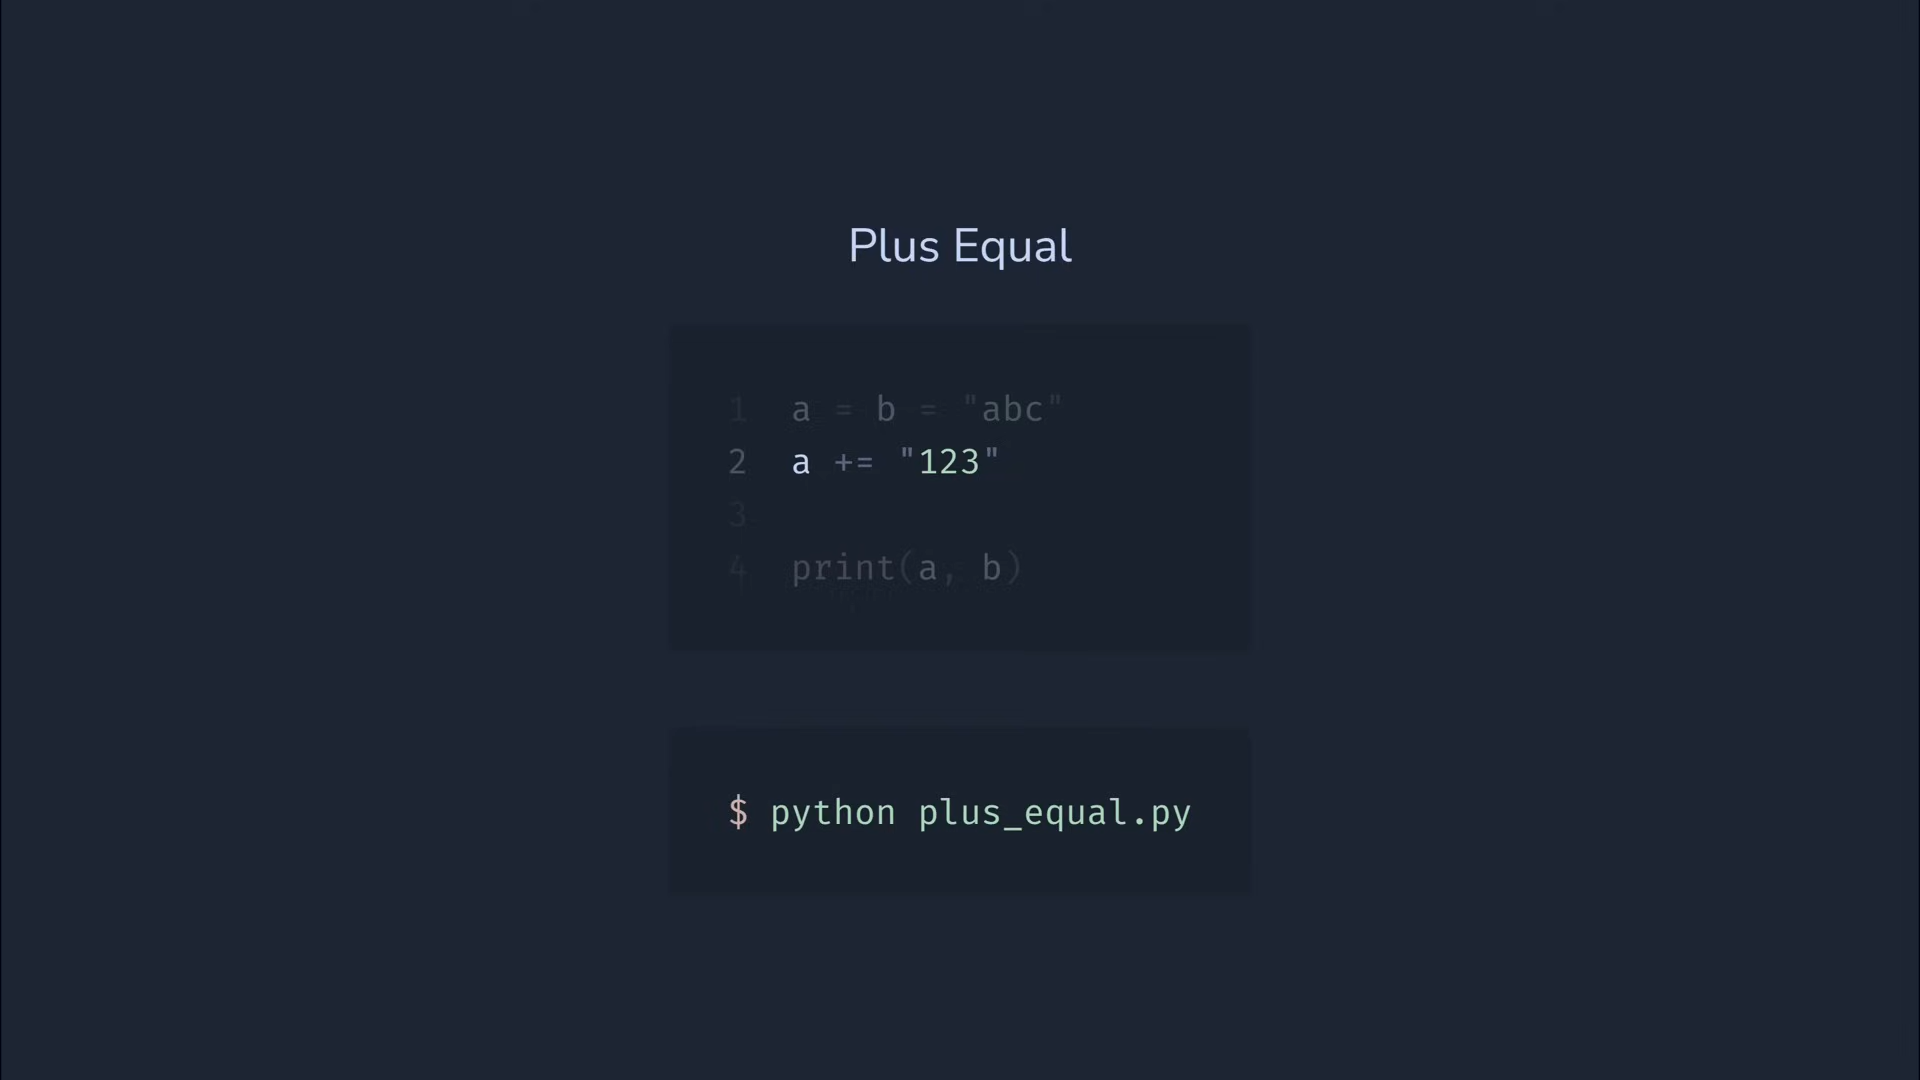 Plus Equal
1 a = b = "abc"
2 a += "123"
3
4 print(a, b)
$ python plus_equal.py